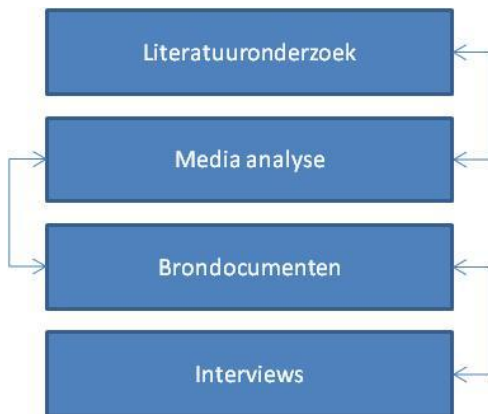 Literatuuronderzoek
Media analyse
Brondocumenten
Interviews